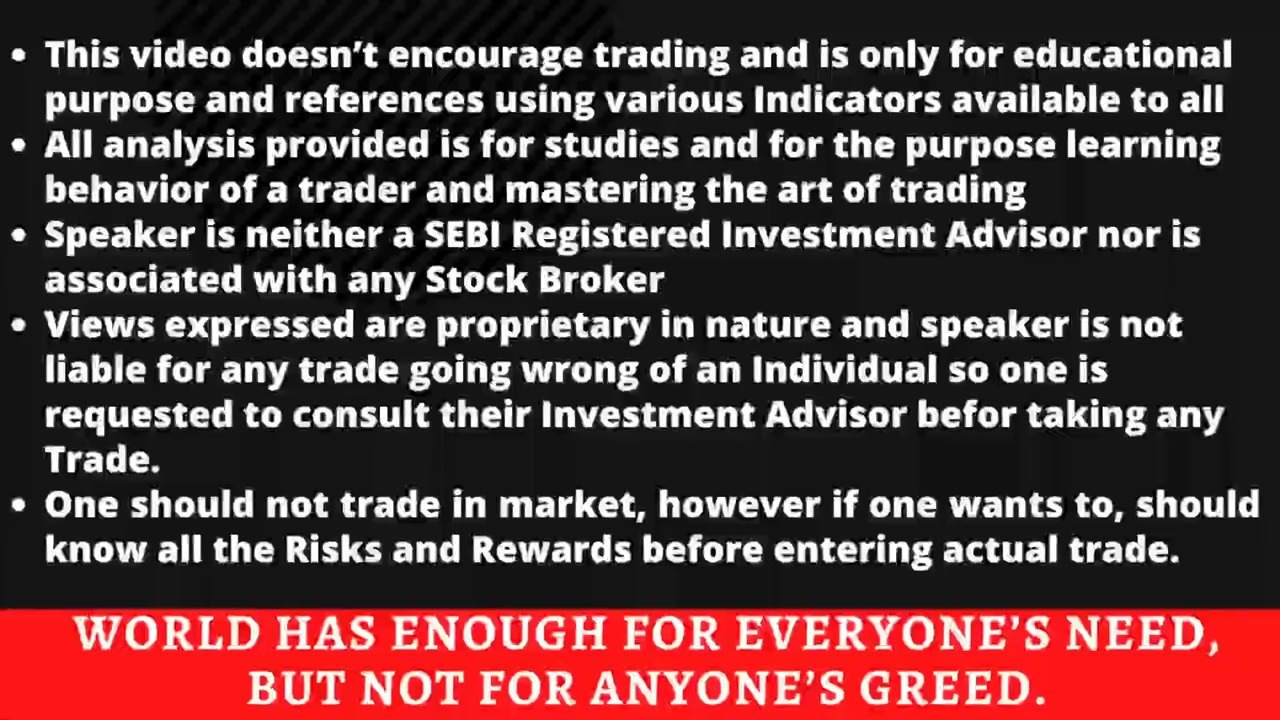 • This video doesn’t encourage trading and is only for educational
purpose and references using various Indicators available to all
• All analysis provided is for studies and for the purpose learning
behavior of a trader and mastering the art of trading
• Speaker is neither a SEBI Registered Investment Advisor nor is
associated with any Stock Broker
• Views expressed are proprietary in nature and speaker is not
liable for any trade going wrong of an Individual so one is
requested to consult their Investment Advisor befor taking any
Trade.
• One should not trade in market, however if one wants to, should
know all the Risks and Rewards before entering actual trade.
WORLD HAS ENOUGH FOR EVERYONE’S NEED,
BUT NOT FOR ANYONE’S GREED.